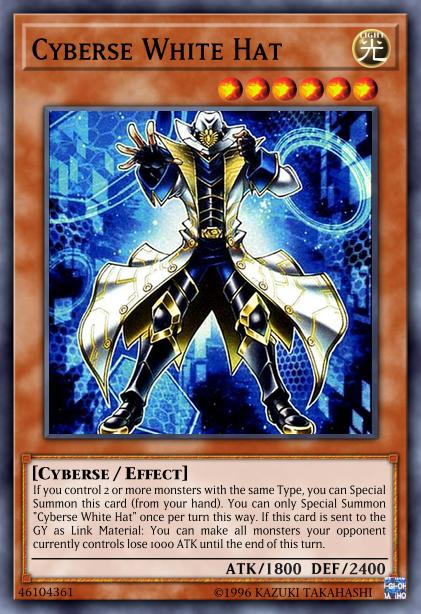 Cyberse White Hat
LIGHT
光
[Cyberse / Effect]
If you control 2 or more monsters with the same Type, you can Special
Summon this card (from your hand). You can only Special Summon
"Cyberse White Hat" once per turn this way. If this card is sent to the
GY as Link Material: You can make all monsters your opponent
currently controls lose 1000 ATK until the end of this turn.
ATK/1800 DEF/2400
46104361
©1996 KAZUKI TAKAHASHI